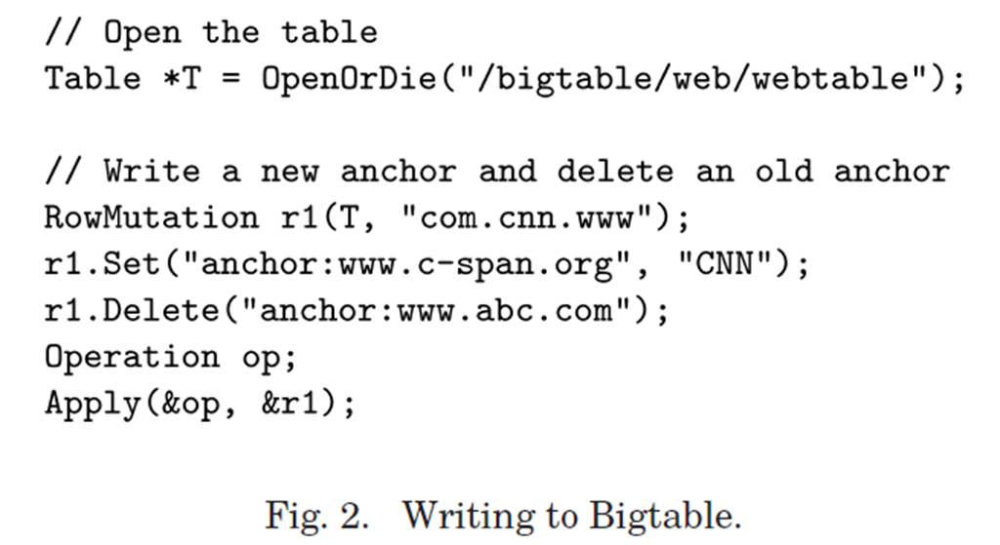 // Open the table
Table *T = OpenOrDie("/bigtable/web/webtable");
// Write a new anchor and delete an old anchor
RowMutation r1(T, "com.cnn.www");
r1.Set("anchor:www.c-span.org", "CNN");
r1.Delete("anchor:www.abc.com");
Operation op;
Apply(&op, &r1);
Fig. 2. Writing to Bigtable.